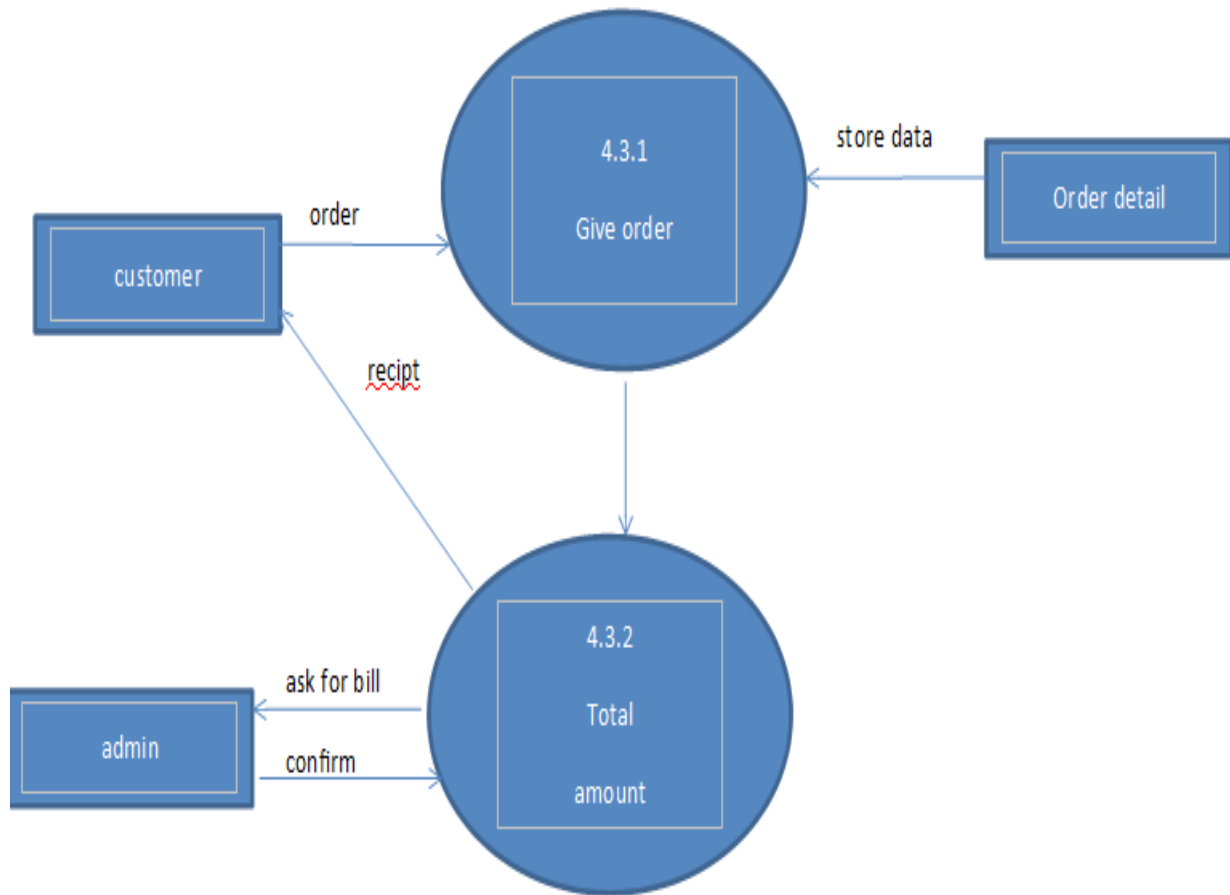 4.3.1
Give order
store data
Order detail
order
customer
recipt
4.3.2
Total
amount
ask for bill
admin
confirm